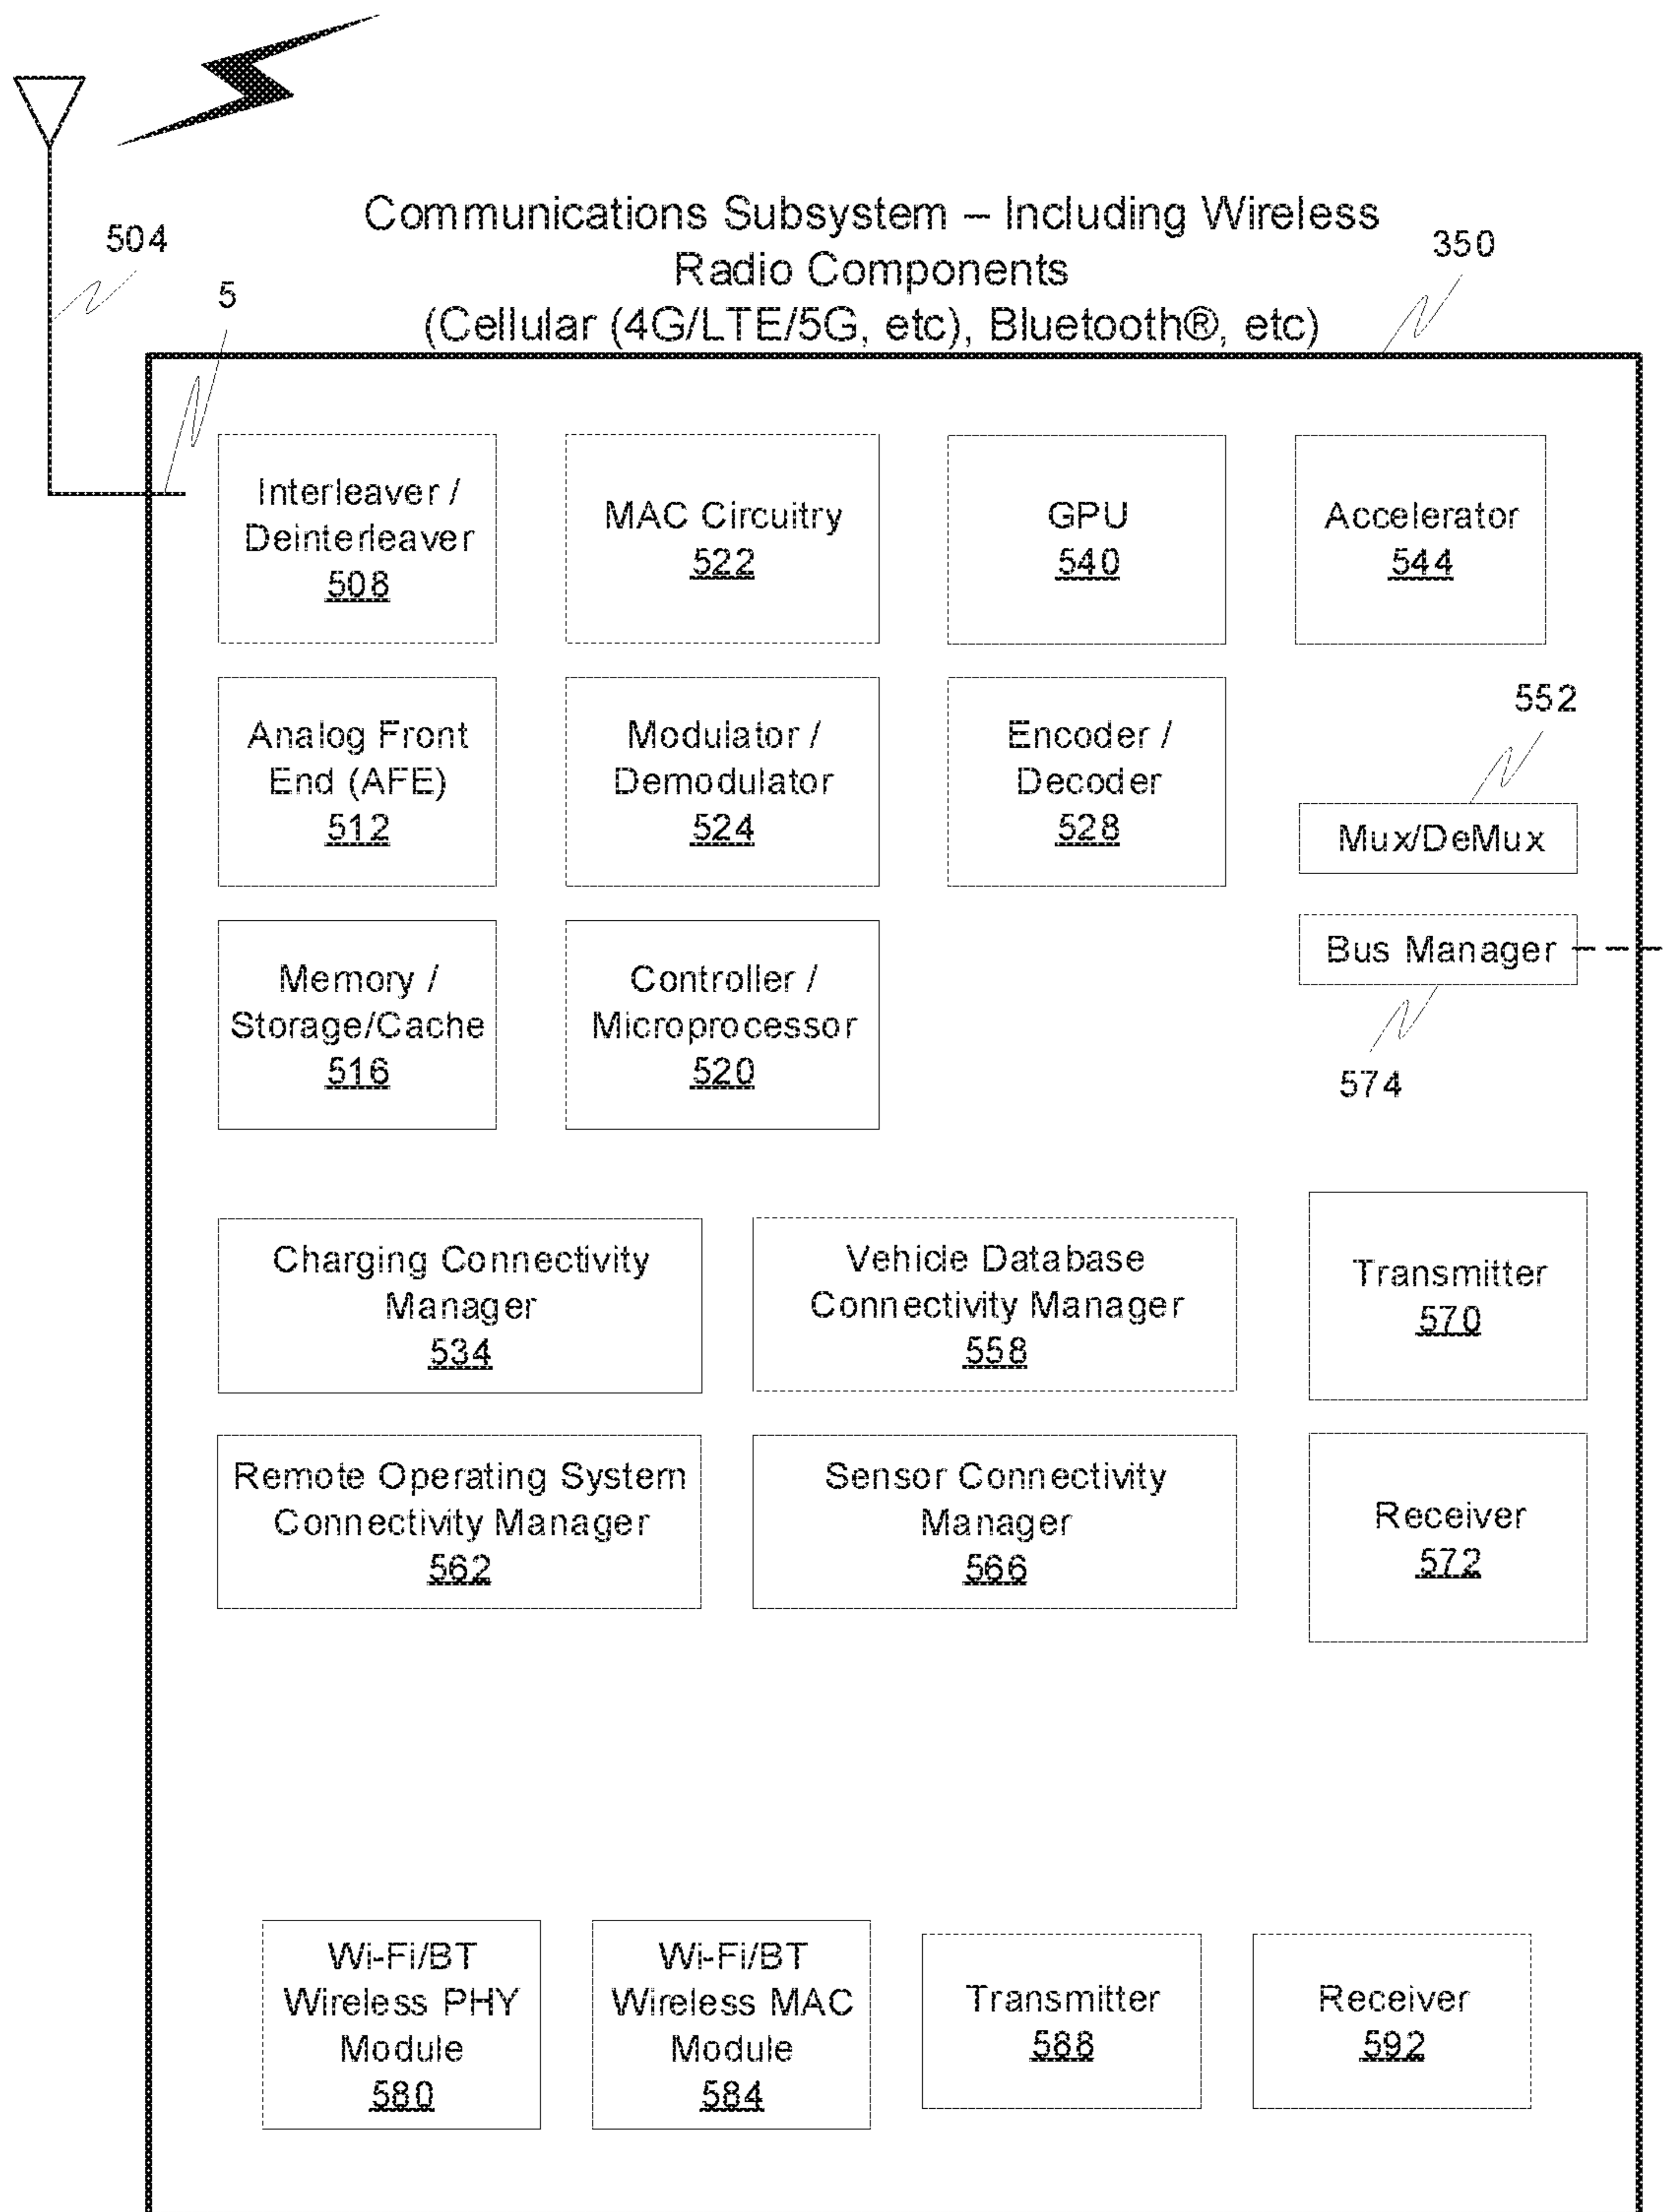 Communications Subsystem – Including Wireless
Radio Components
(Cellular (4G/LTE/5G, etc), Bluetooth®, etc)
504
5
350
Interleaver /
Deinterleaver
508
MAC Circuitry
522
GPU
540
Accelerator
544
Analog Front
End (AFE)
512
Modulator /
Demodulator
524
Encoder /
Decoder
528
552
Mux/DeMux
Memory /
Storage/Cache
516
Controller /
Microprocessor
520
Bus Manager
574
Charging Connectivity
Manager
534
Vehicle Database
Connectivity Manager
558
Transmitter
570
Remote Operating System
Connectivity Manager
562
Sensor Connectivity
Manager
566
Receiver
572
Wi-Fi/BT
Wireless PHY
Module
580
Wi-Fi/BT
Wireless MAC
Module
584
Transmitter
588
Receiver
592